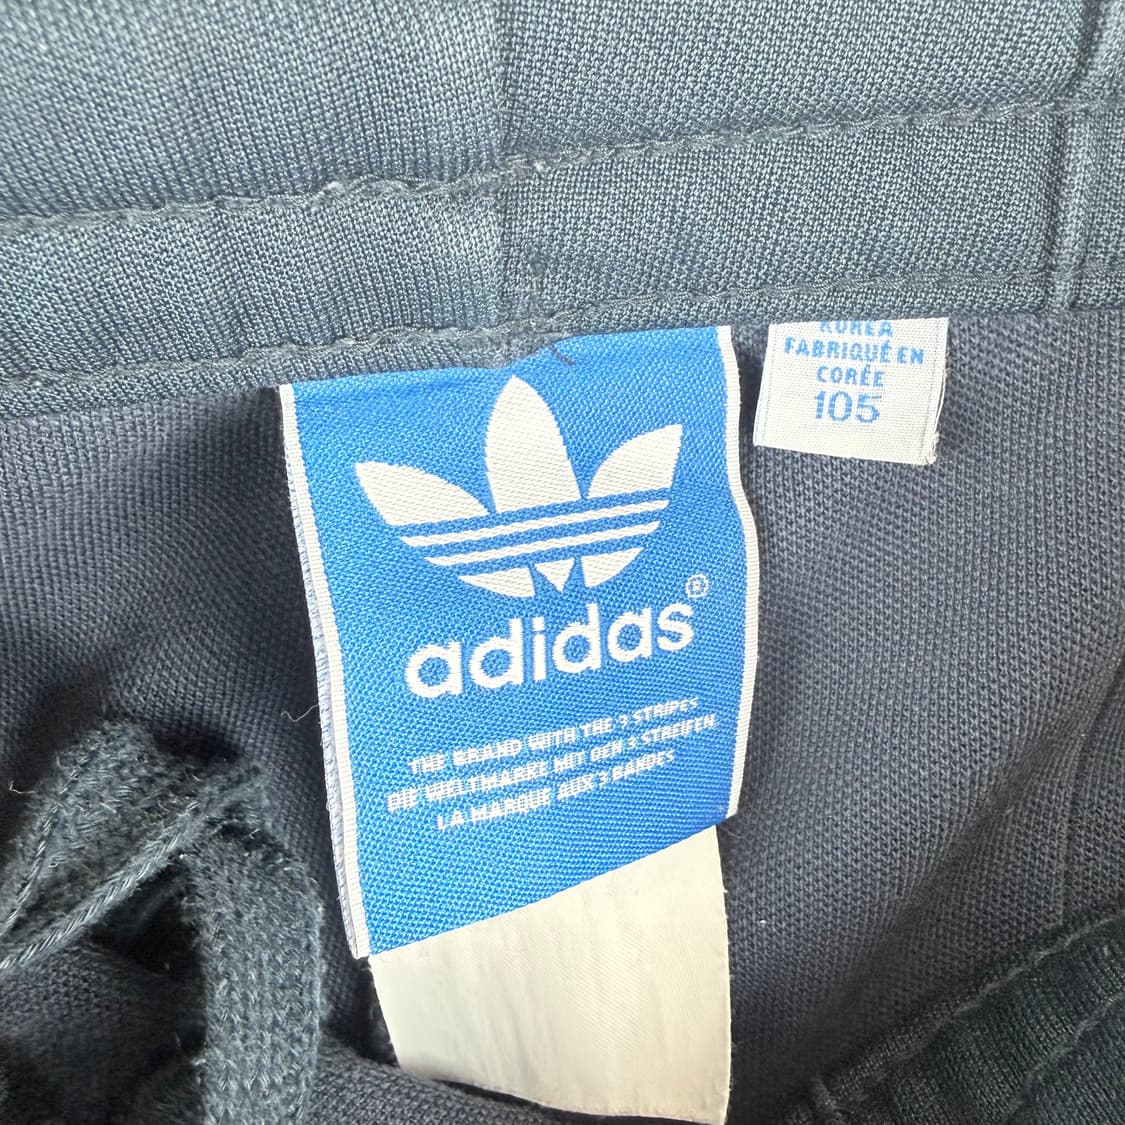 adidas®
THE BRAND WITH THE 3 STRIPES
DIE WELTMARKE MIT DEN 3 STREIFEN
LA MARQUE AUX 3 BANDES
KOREA
FABRIQUÉ EN
CORÉE
105